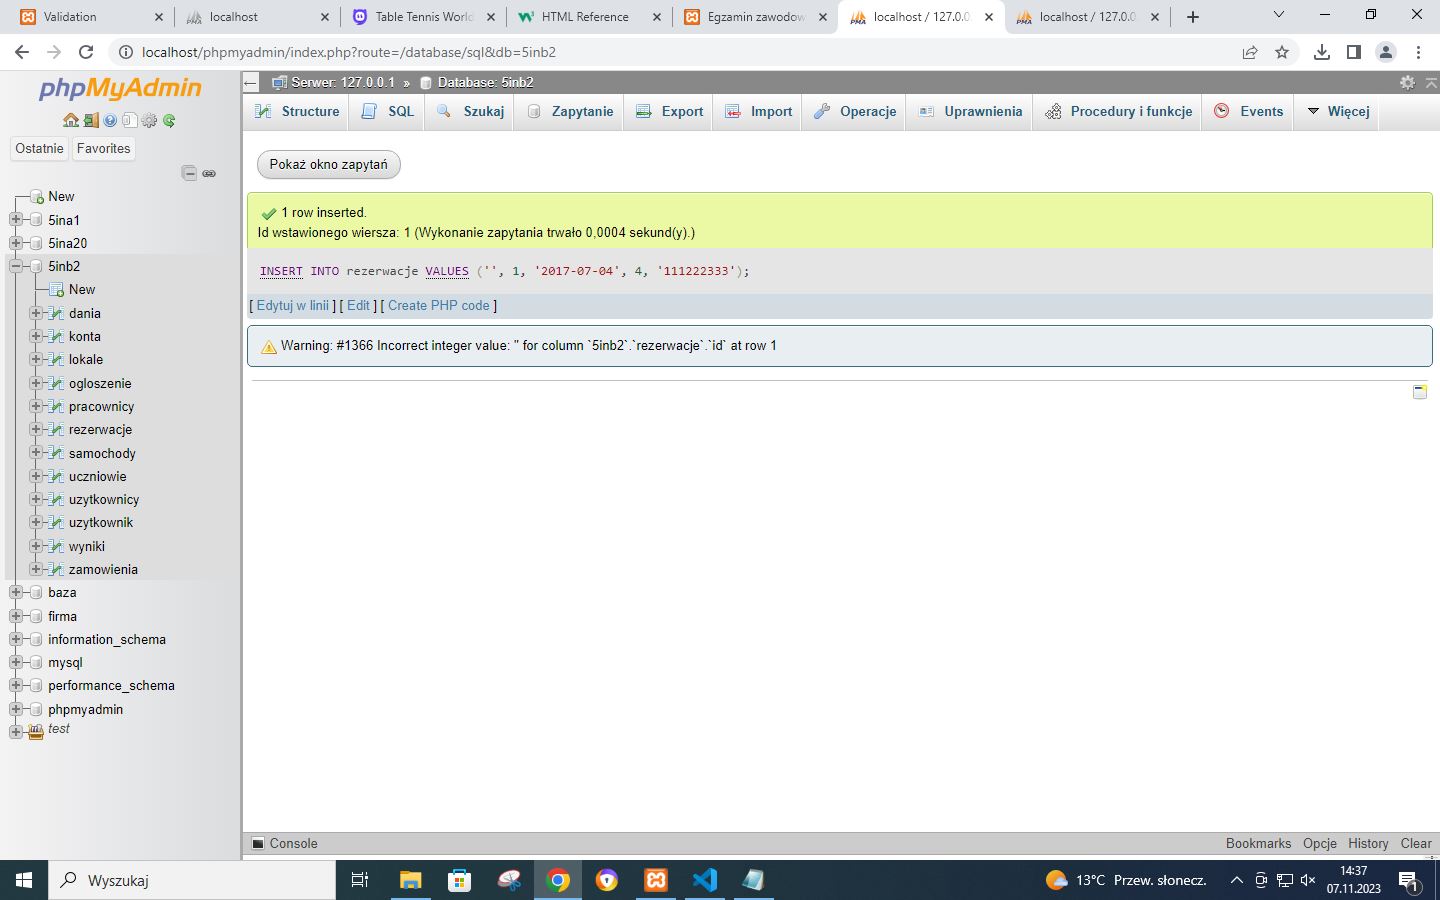 Validation
localhost
Table Tennis World
HTML Reference
Egzamin zawodow
localhost / 127.0.0
localhost / 127.0.0.
localhost/phpmyadmin/index.php?route=/database/sql&db=5inb2
phpMyAdmin
Ostatnie Favorites
New
5ina1
5ina20
5inb2
New
dania
konta
lokale
ogloszenie
pracownicy
rezerwacje
samochody
uczniowie
uzytkownicy
uzytkownik
wyniki
zamowienia
baza
firma
information_schema
mysql
performance_schema
phpmyadmin
test
Serwer: 127.0.0.1 » Database: 5inb2
Structure SQL Szukaj Zapytanie Export Import Operacje Uprawnienia Procedury i funkcje Events Więcej
Pokaż okno zapytań
1 row inserted.
Id wstawionego wiersza: 1 (Wykonanie zapytania trwało 0,0004 sekund(y).)
INSERT INTO rezerwacje VALUES ('', 1, '2017-07-04', 4, '111222333');
[ Edytuj w linii ] [ Edit ] [ Create PHP code ]
Warning: #1366 Incorrect integer value: '' for column `5inb2`.`rezerwacje`.`id` at row 1
Console
Bookmarks Opcje History Clear
Wyszukaj
13°C Przew. słonecz.
14:37
07.11.2023
1